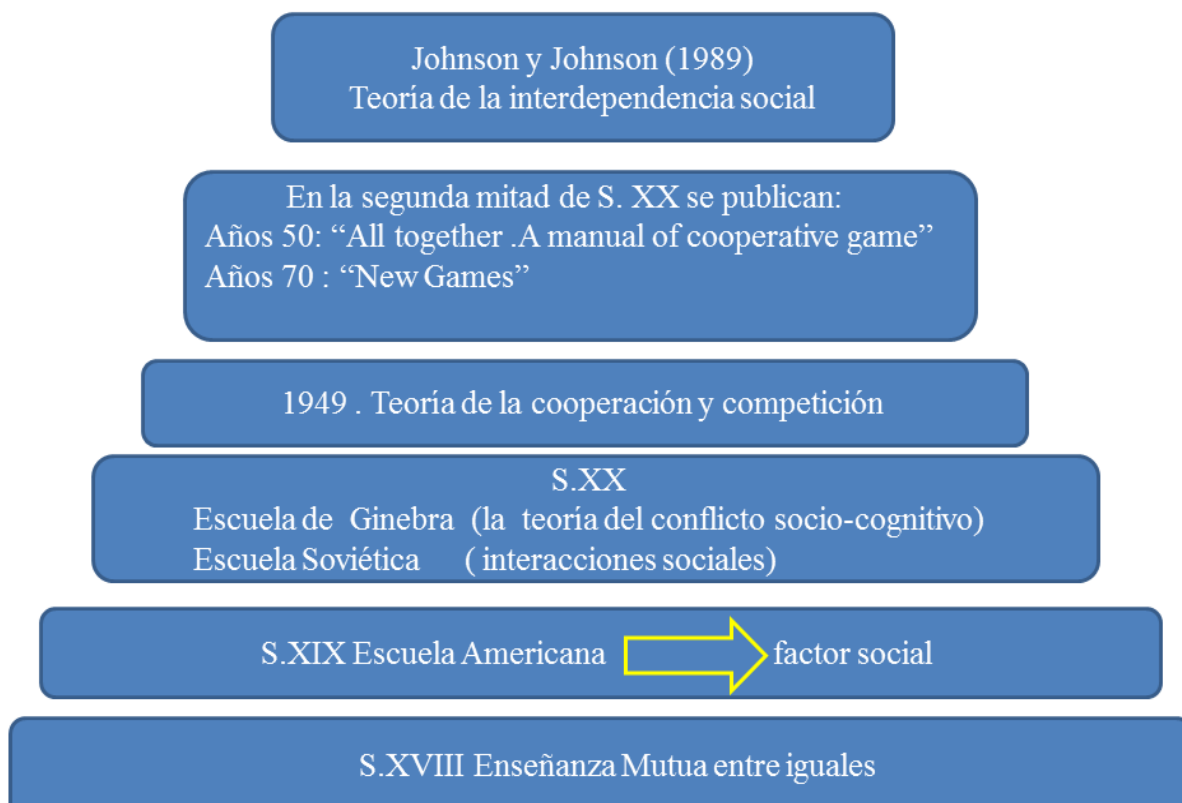 Johnson y Johnson (1989)
Teoría de la interdependencia social
En la segunda mitad de S. XX se publican:
Años 50: “All together .A manual of cooperative game”
Años 70 : “New Games”
1949 . Teoría de la cooperación y competición
S.XX
Escuela de Ginebra (la teoría del conflicto socio-cognitivo)
Escuela Soviética ( interacciones sociales)
S.XIX Escuela Americana factor social
S.XVIII Enseñanza Mutua entre iguales